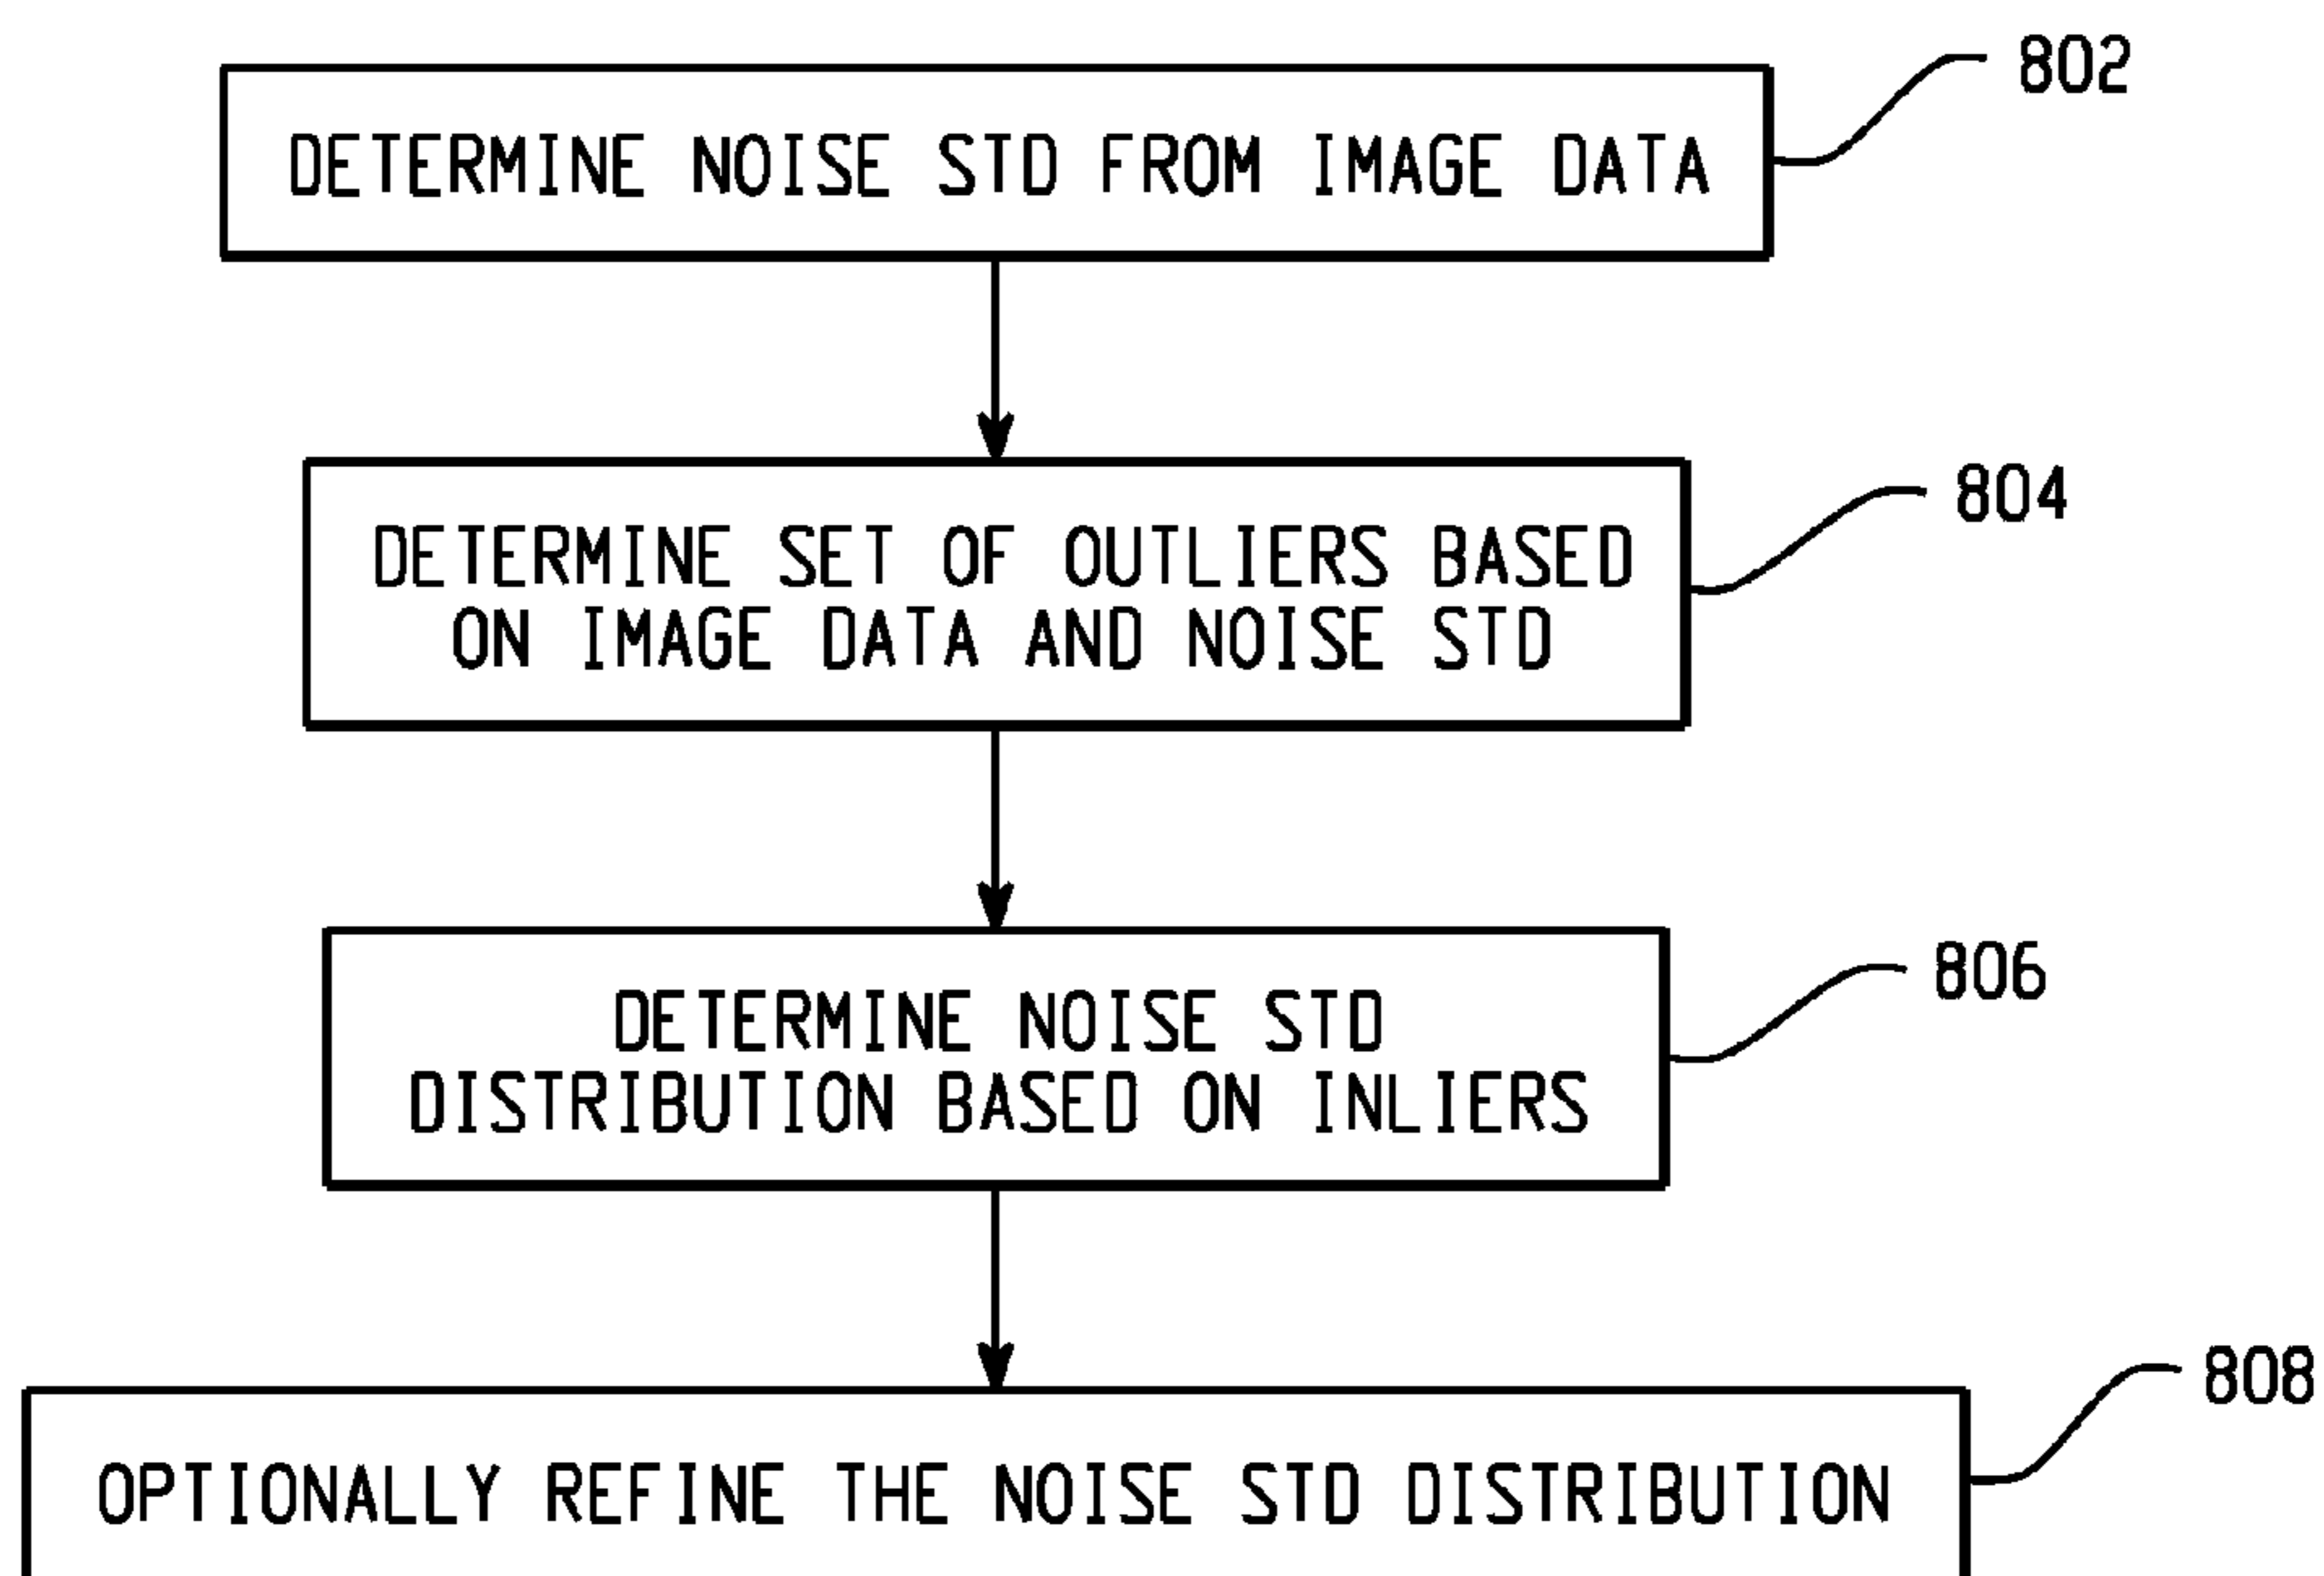 802
DETERMINE NOISE STD FROM IMAGE DATA
804
DETERMINE SET OF OUTLIERS BASED
ON IMAGE DATA AND NOISE STD
806
DETERMINE NOISE STD
DISTRIBUTION BASED ON INLIERS
808
OPTIONALLY REFINE THE NOISE STD DISTRIBUTION